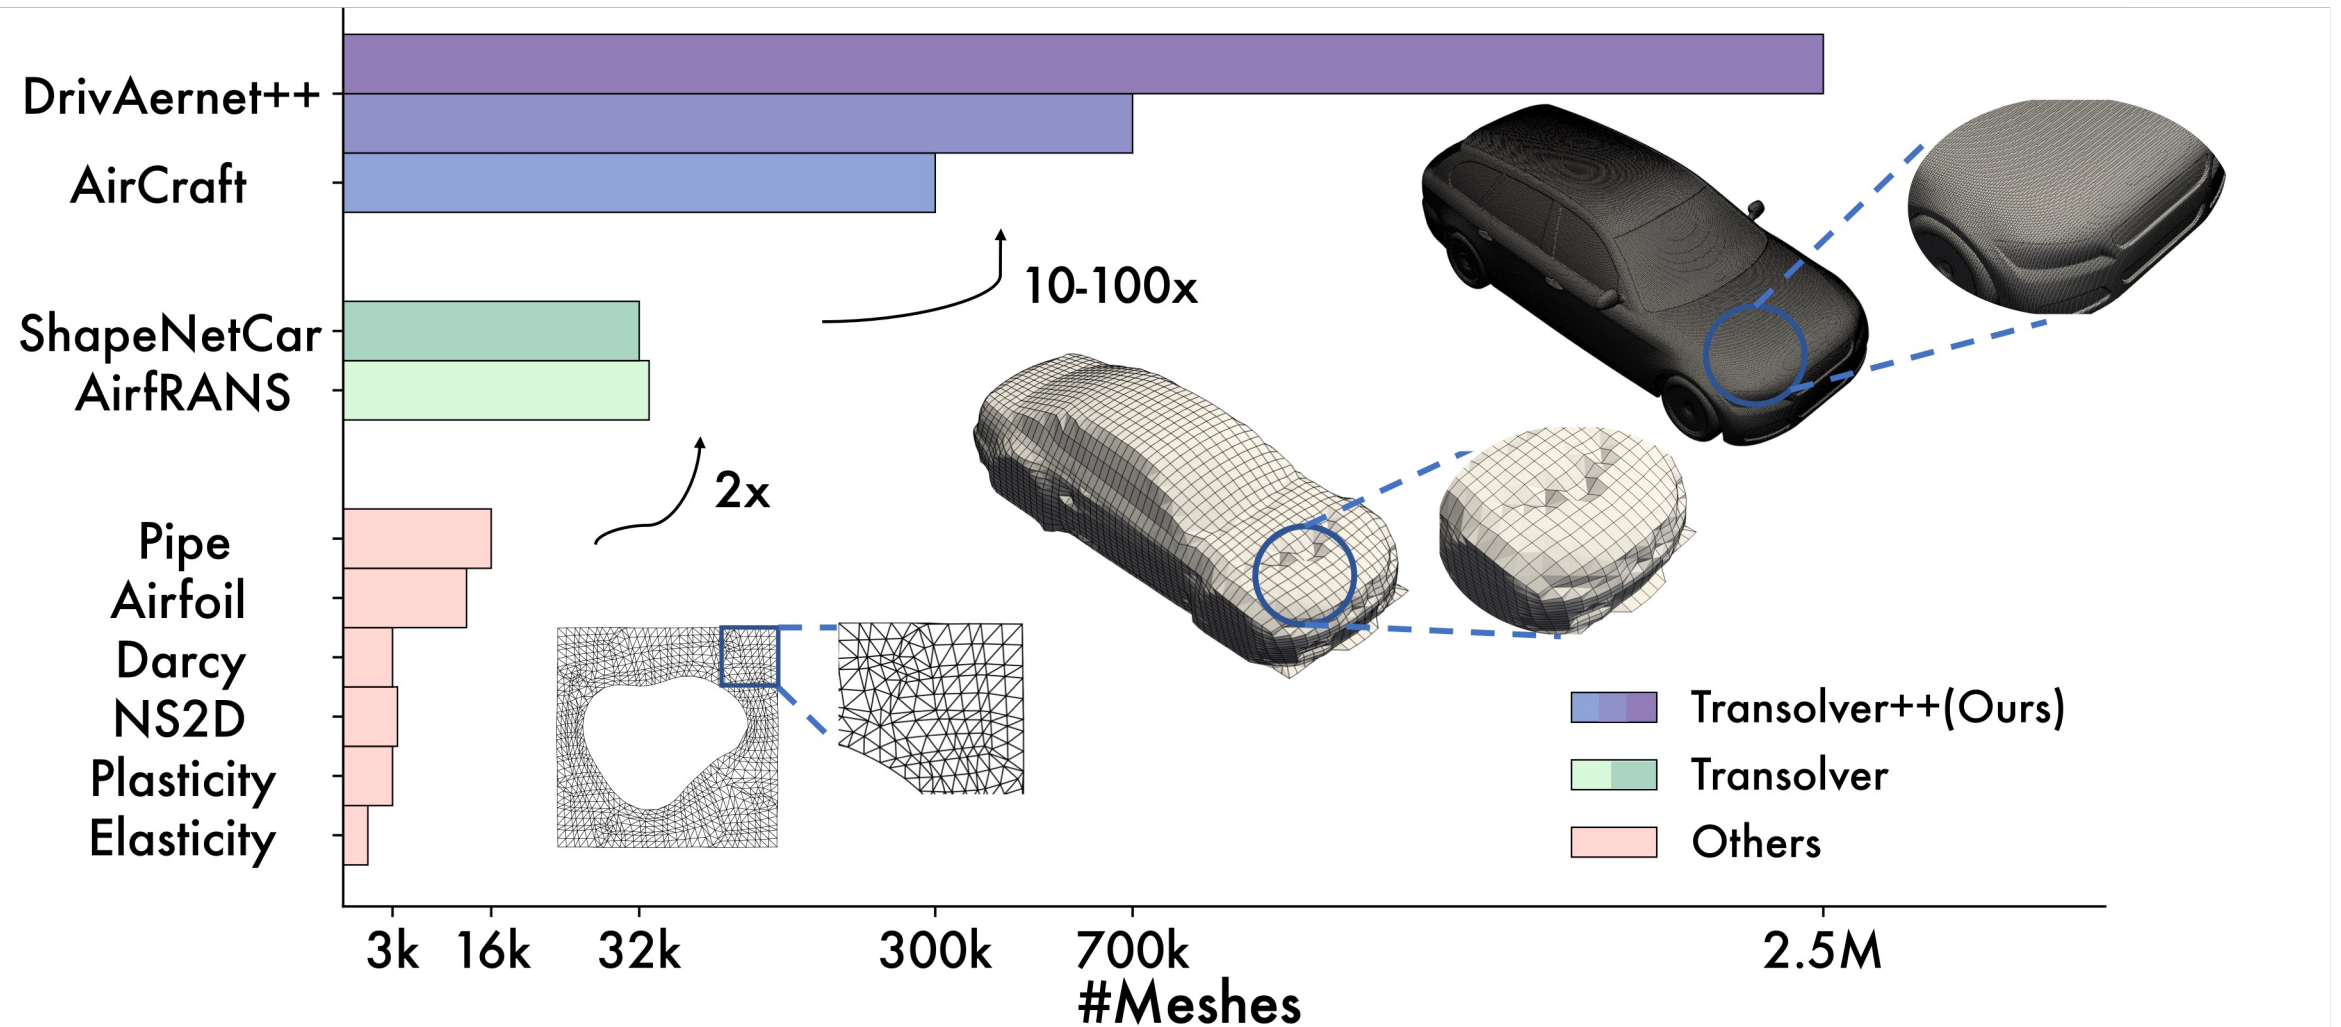 DrivAernet++
AirCraft
10-100x
ShapeNetCar
AirfRANS
2x
Pipe
Airfoil
Darcy
NS2D
Plasticity
Elasticity
Transolver++(Ours)
Transolver
Others
3k 16k 32k 300k 700k 2.5M
#Meshes